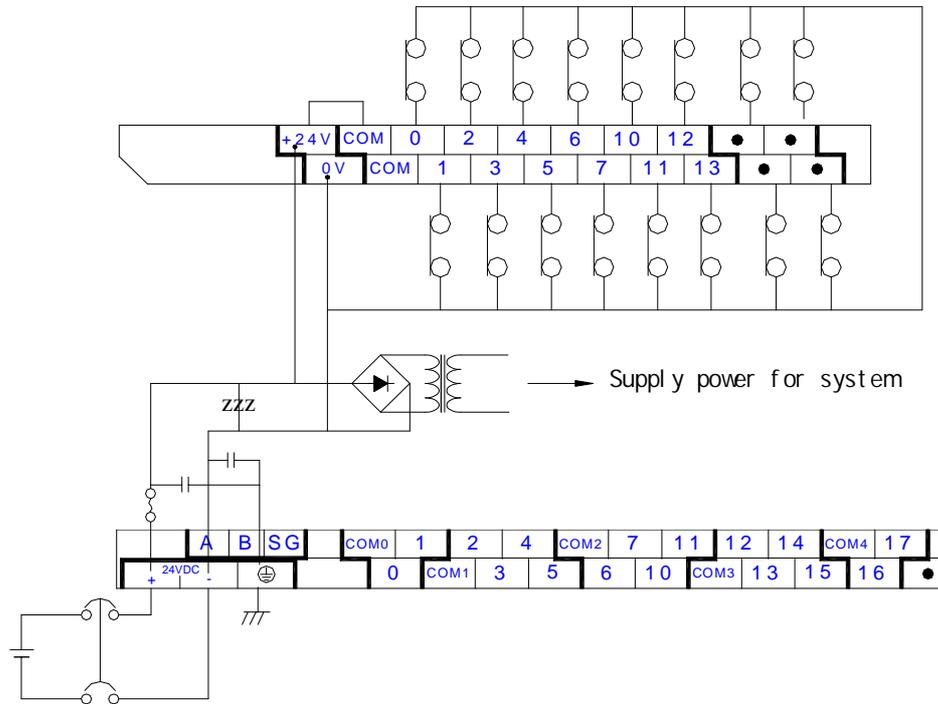 +24V COM 0 2 4 6 10 12 ● ●
0V COM 1 3 5 7 11 13 ● ●
Supply power for system
zzz
A B SG COM0 1 2 4 COM2 7 11 12 14 COM4 17
+ 24VDC - 0 COM1 3 5 6 10 COM3 13 15 16 ●